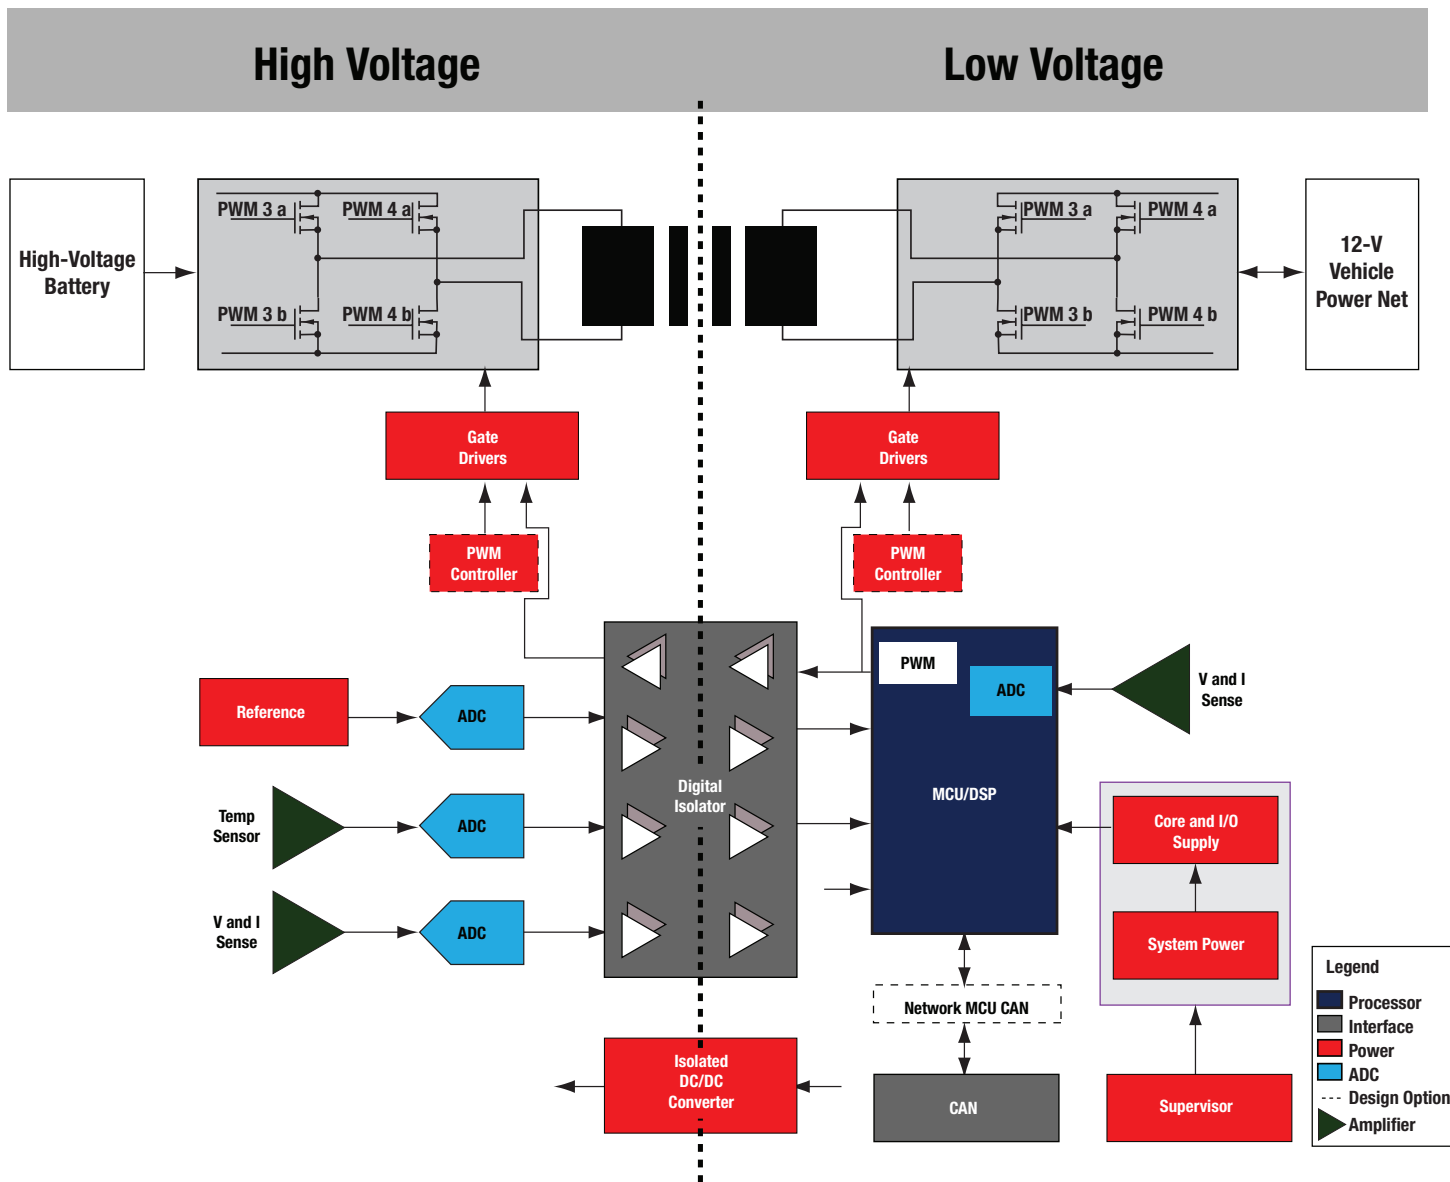 High Voltage
Low Voltage
High-Voltage
Battery
PWM 3 a
PWM 4 a
PWM 3 b
PWM 4 b
PWM 3 a
PWM 4 a
PWM 3 b
PWM 4 b
12-V
Vehicle
Power Net
Gate
Drivers
Gate
Drivers
PWM
Controller
PWM
Controller
Reference
ADC
Temp
Sensor
ADC
V and I
Sense
ADC
Digital
Isolator
PWM
ADC
MCU/DSP
V and I
Sense
Core and I/O
Supply
System Power
Network MCU CAN
CAN
Isolated
DC/DC
Converter
Supervisor
Legend
Processor
Interface
Power
ADC
Design Option
Amplifier